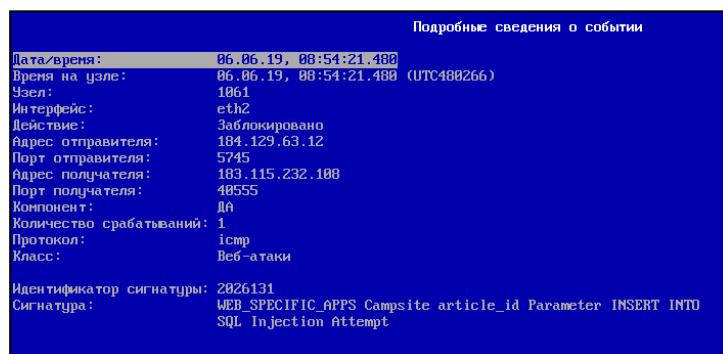 Подробные сведения о событии
Дата/время: 06.06.19, 08:54:21.480
Время на узле: 06.06.19, 08:54:21.480 (UTC480266)
Узел: 1061
Интерфейс: eth2
Действие: Заблокировано
Адрес отправителя: 184.129.63.12
Порт отправителя: 5745
Адрес получателя: 183.115.232.108
Порт получателя: 40555
Компонент: ДА
Количество срабатываний: 1
Протокол: icmp
Класс: Веб-атаки
Идентификатор сигнатуры: 2026131
Сигнатура: WEB_SPECIFIC_APPS Campsite article_id Parameter INSERT INTO
SQL Injection Attempt